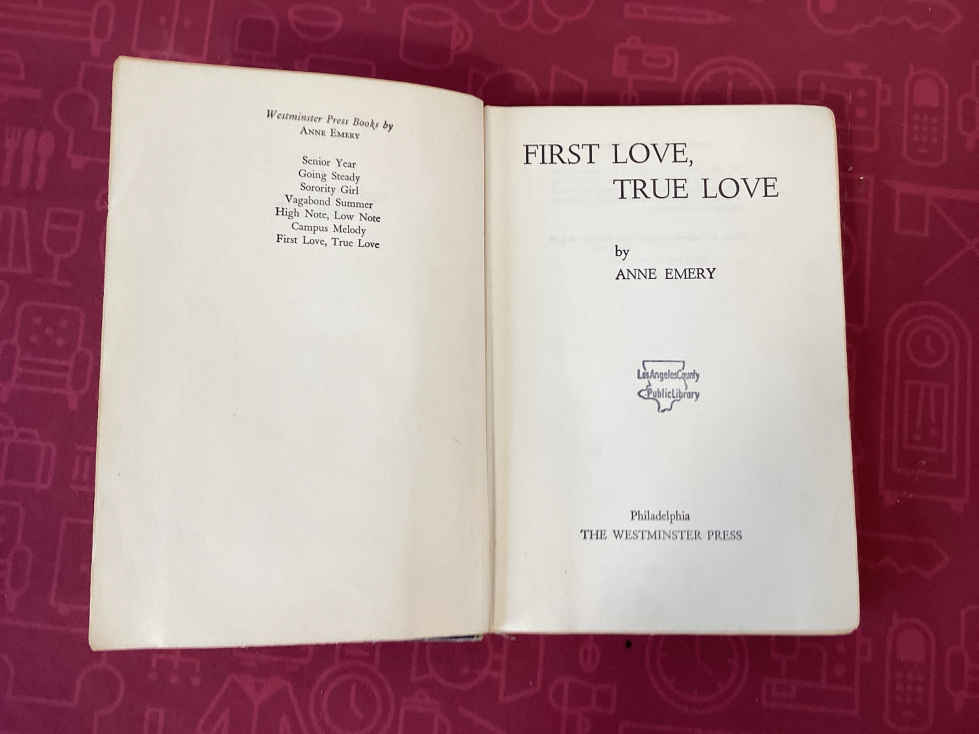 Westminster Press Books by
ANNE EMERY
Senior Year
Going Steady
Sorority Girl
Vagabond Summer
High Note, Low Note
Campus Melody
First Love, True Love
FIRST LOVE,
TRUE LOVE
by
ANNE EMERY
Los Angeles County
Public Library
Philadelphia
THE WESTMINSTER PRESS